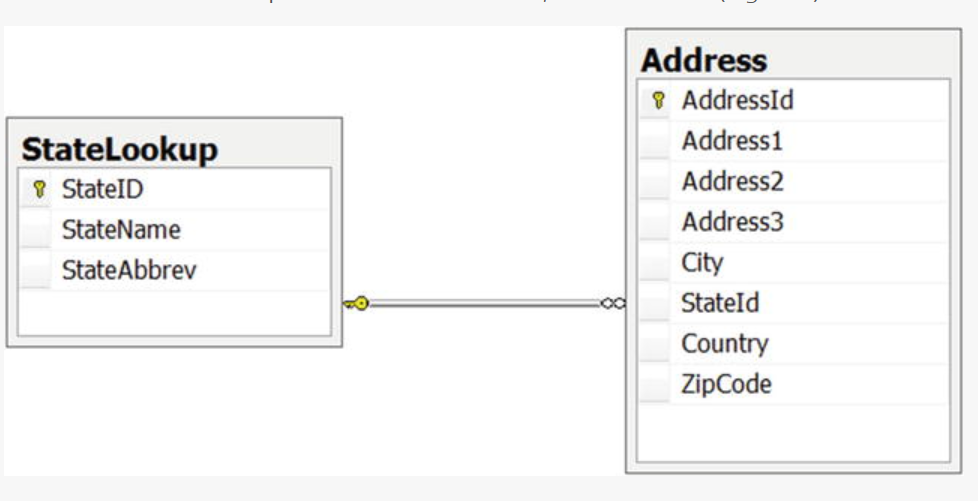 StateLookup
StateID
StateName
StateAbbrev
Address
AddressId
Address1
Address2
Address3
City
StateId
Country
ZipCode